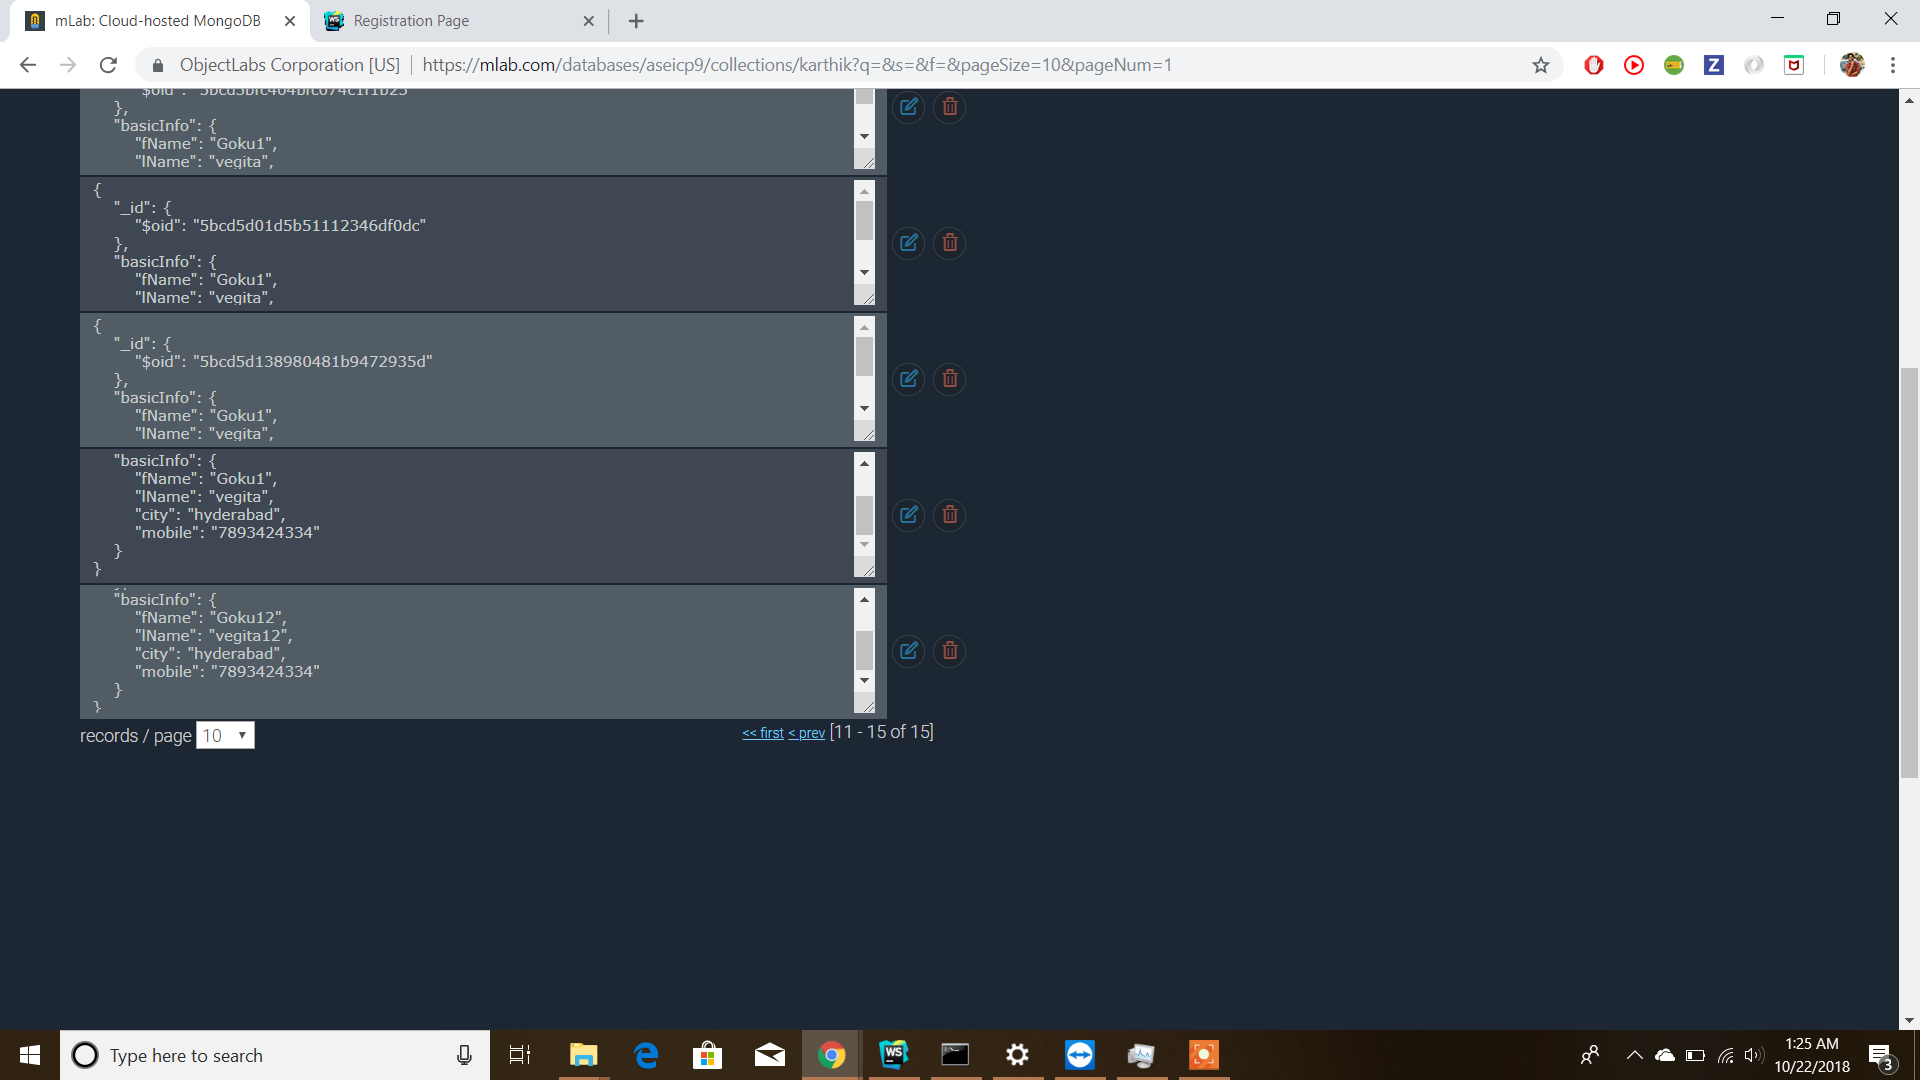 mLab: Cloud-hosted MongoDB
Registration Page
ObjectLabs Corporation [US]
https://mlab.com/databases/aseicp9/collections/karthik?q=&s=&f=&pageSize=10&pageNum=1
},
"basicInfo": {
"fName": "Goku1",
"lName": "vegita",
{
"_id": {
"$oid": "5bcd5d01d5b51112346df0dc"
},
"basicInfo": {
"fName": "Goku1",
"lName": "vegita",
{
"_id": {
"$oid": "5bcd5d138980481b9472935d"
},
"basicInfo": {
"fName": "Goku1",
"lName": "vegita",
"basicInfo": {
"fName": "Goku1",
"lName": "vegita",
"city": "hyderabad",
"mobile": "7893424334"
}
}
"basicInfo": {
"fName": "Goku12",
"lName": "vegita12",
"city": "hyderabad",
"mobile": "7893424334"
}
}
records / page 10
<< first < prev [11 - 15 of 15]
Type here to search
1:25 AM
10/22/2018
3